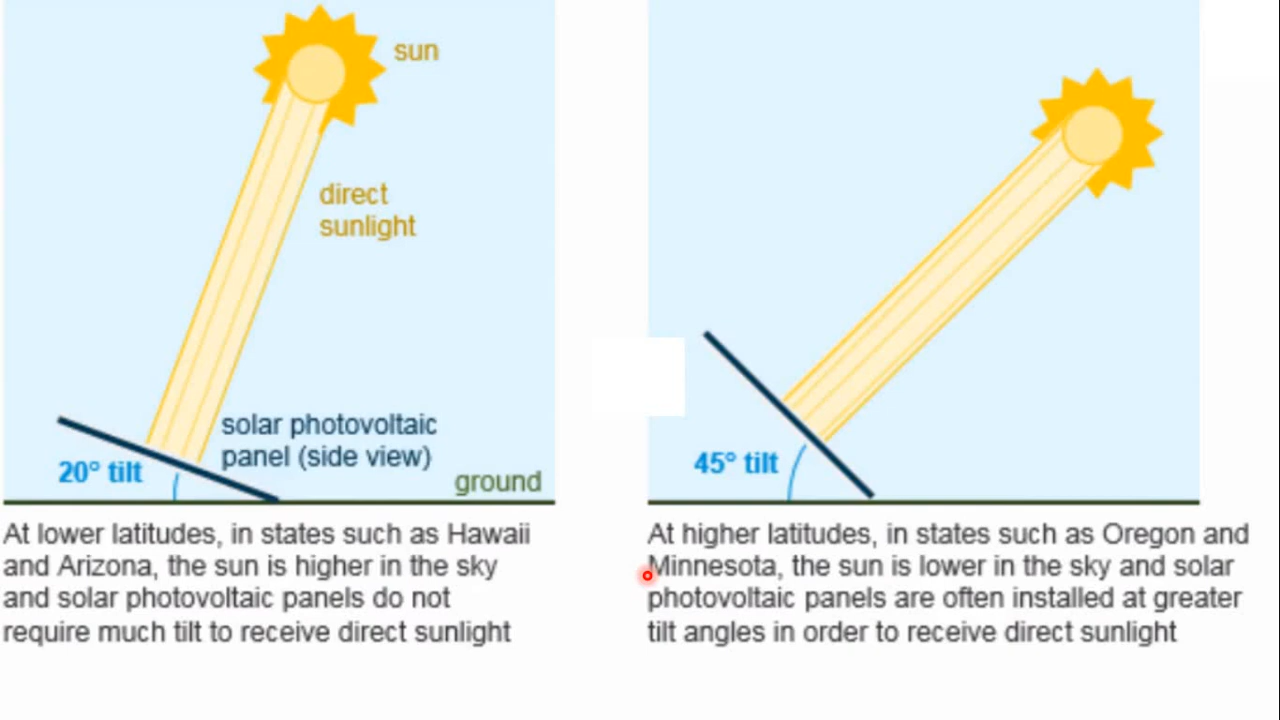 sun
direct
sunlight
solar photovoltaic
panel (side view)
20° tilt
ground
At lower latitudes, in states such as Hawaii
and Arizona, the sun is higher in the sky
and solar photovoltaic panels do not
require much tilt to receive direct sunlight
45° tilt
At higher latitudes, in states such as Oregon and
Minnesota, the sun is lower in the sky and solar
photovoltaic panels are often installed at greater
tilt angles in order to receive direct sunlight